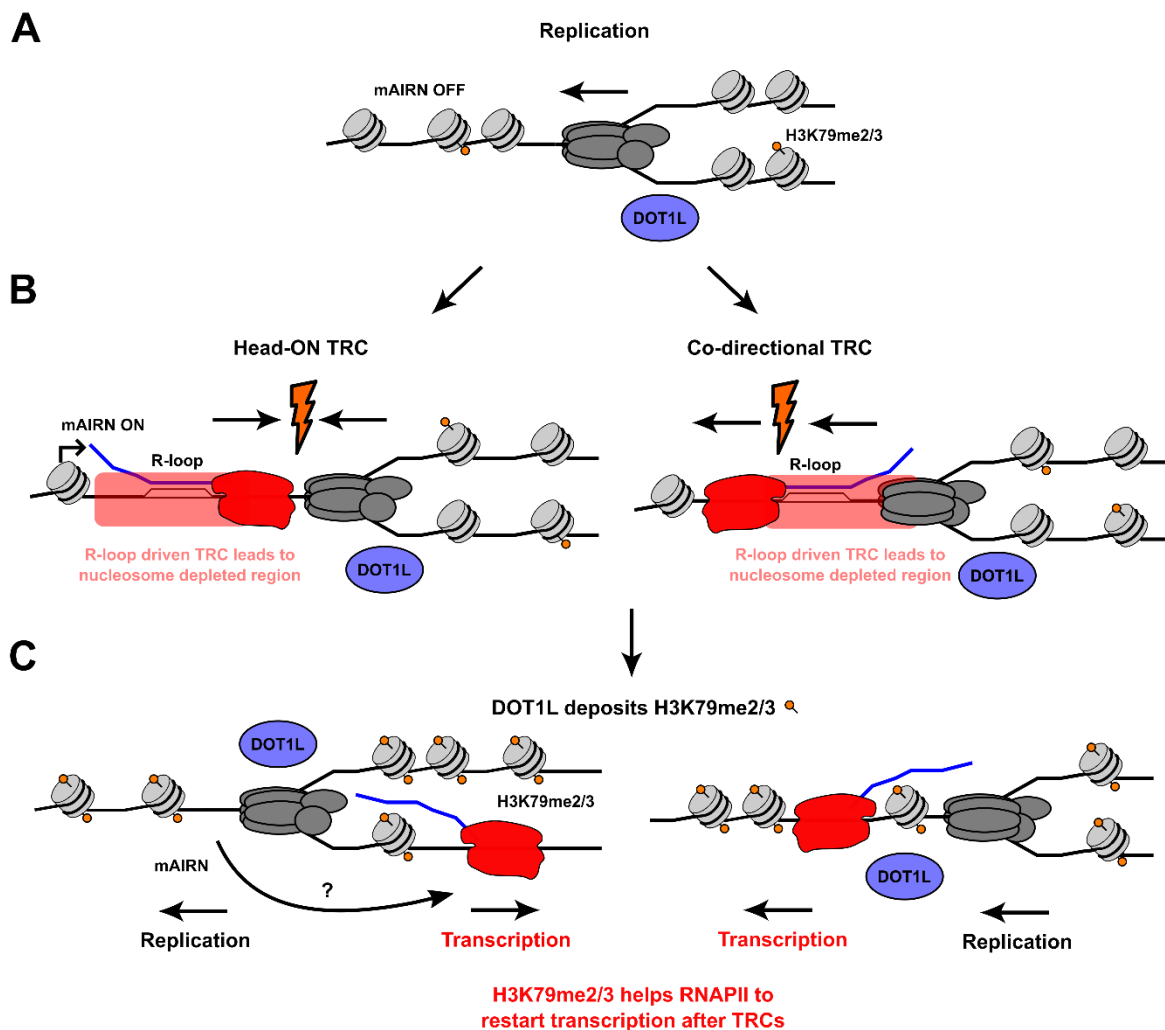 A
Replication
mAIRN OFF
H3K79me2/3
DOT1L
B
Head-ON TRC
Co-directional TRC
mAIRN ON
R-loop
R-loop
R-loop driven TRC leads to
nucleosome depleted region
DOT1L
R-loop driven TRC leads to
nucleosome depleted region
DOT1L
C
DOT1L deposits H3K79me2/3
DOT1L
H3K79me2/3
mAIRN
?
DOT1L
Replication
Transcription
Transcription
Replication
H3K79me2/3 helps RNAPII to
restart transcription after TRCs